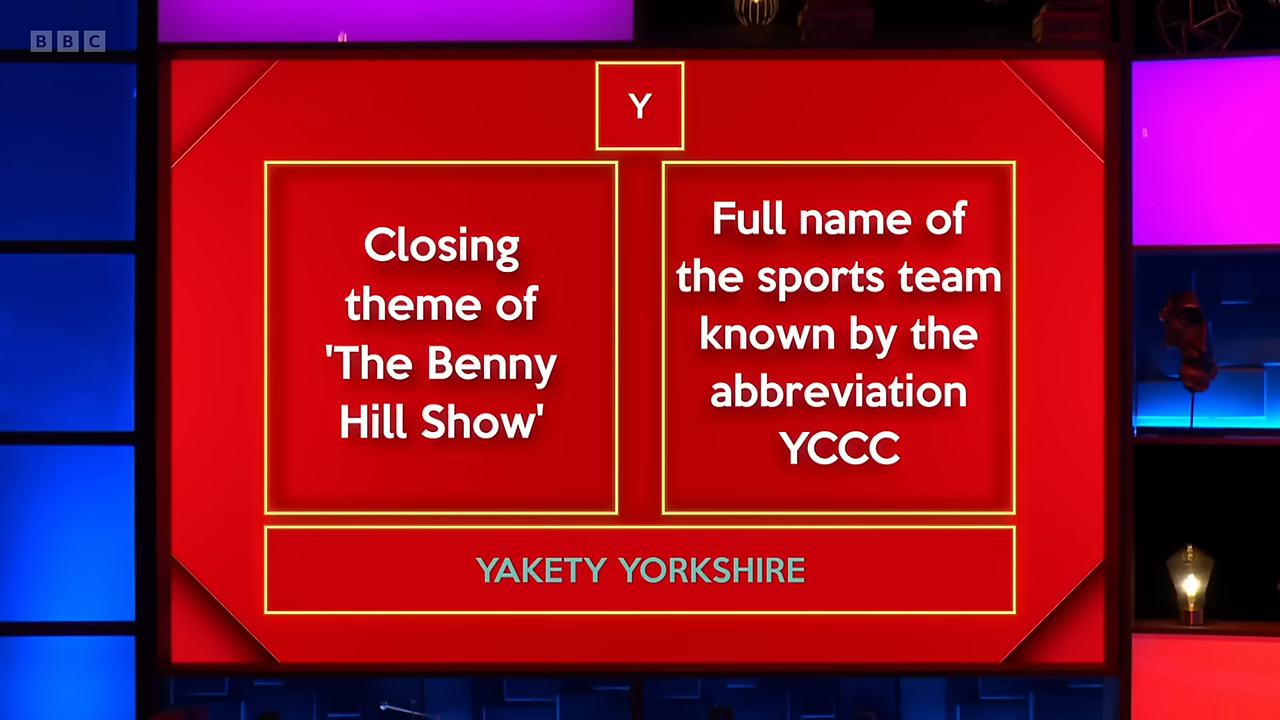 BBC
Y
Closing
theme of
'The Benny
Hill Show'
Full name of
the sports team
known by the
abbreviation
YCCC
YAKETY YORKSHIRE